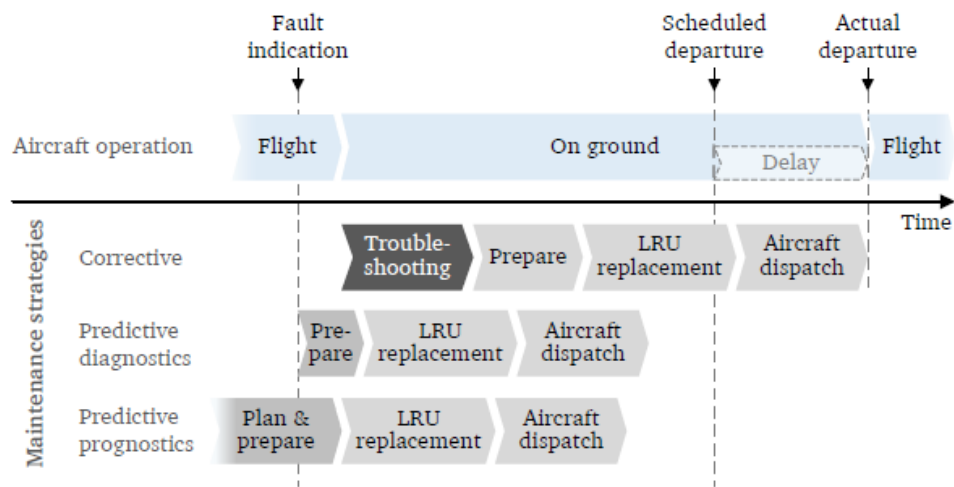 Fault
indication
Scheduled
departure
Actual
departure
Aircraft operation
Flight
On ground
Delay
Flight
Time
Maintenance strategies
Corrective
Trouble-
shooting
Prepare
LRU
replacement
Aircraft
dispatch
Predictive
diagnostics
Pre-
pare
LRU
replacement
Aircraft
dispatch
Predictive
prognostics
Plan &
prepare
LRU
replacement
Aircraft
dispatch